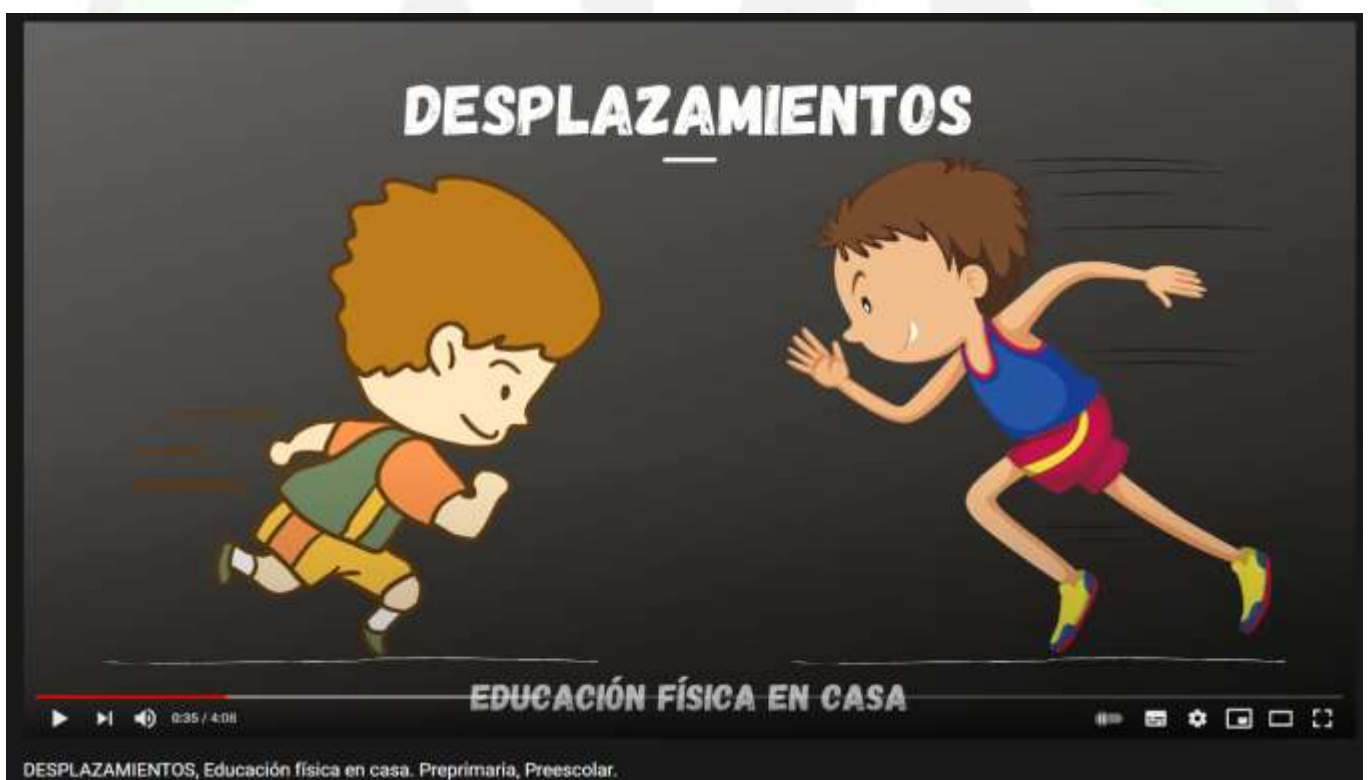 DESPLAZAMIENTOS
EDUCACIÓN FÍSICA EN CASA
0:35 / 4:08
DESPLAZAMIENTOS, Educación física en casa. Preprimaria, Preescolar.